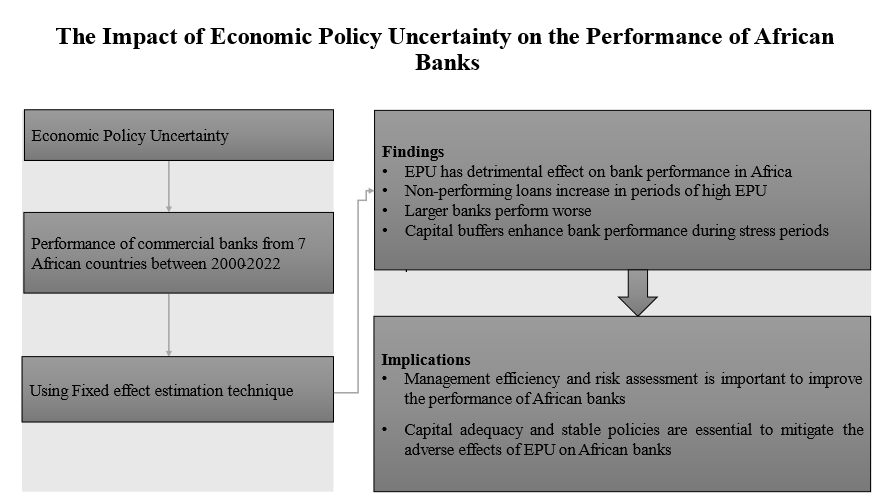 The Impact of Economic Policy Uncertainty on the Performance of African
Banks
Economic Policy Uncertainty
Performance of commercial banks from 7
African countries between 2000-2022
Using Fixed effect estimation technique
Findings
• EPU has detrimental effect on bank performance in Africa
• Non-performing loans increase in periods of high EPU
• Larger banks perform worse
• Capital buffers enhance bank performance during stress periods
Implications
• Management efficiency and risk assessment is important to improve
the performance of African banks
• Capital adequacy and stable policies are essential to mitigate the
adverse effects of EPU on African banks